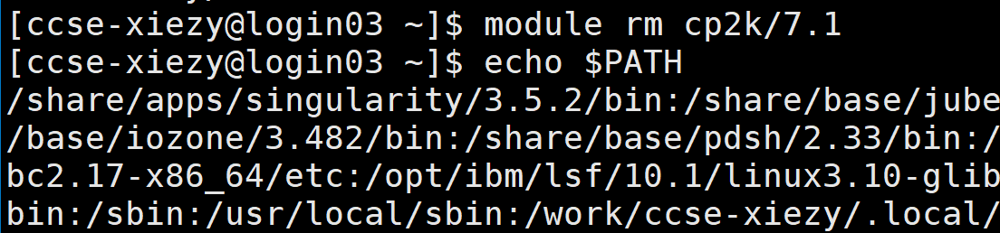 [ccse-xiezy@login03 ~]$ module rm cp2k/7.1
[ccse-xiezy@login03 ~]$ echo $PATH
/share/apps/singularity/3.5.2/bin:/share/base/jube
/base/iozone/3.482/bin:/share/base/pdsh/2.33/bin:/
bc2.17-x86_64/etc:/opt/ibm/lsf/10.1/linux3.10-glib
bin:/sbin:/usr/local/sbin:/work/ccse-xiezy/.local/